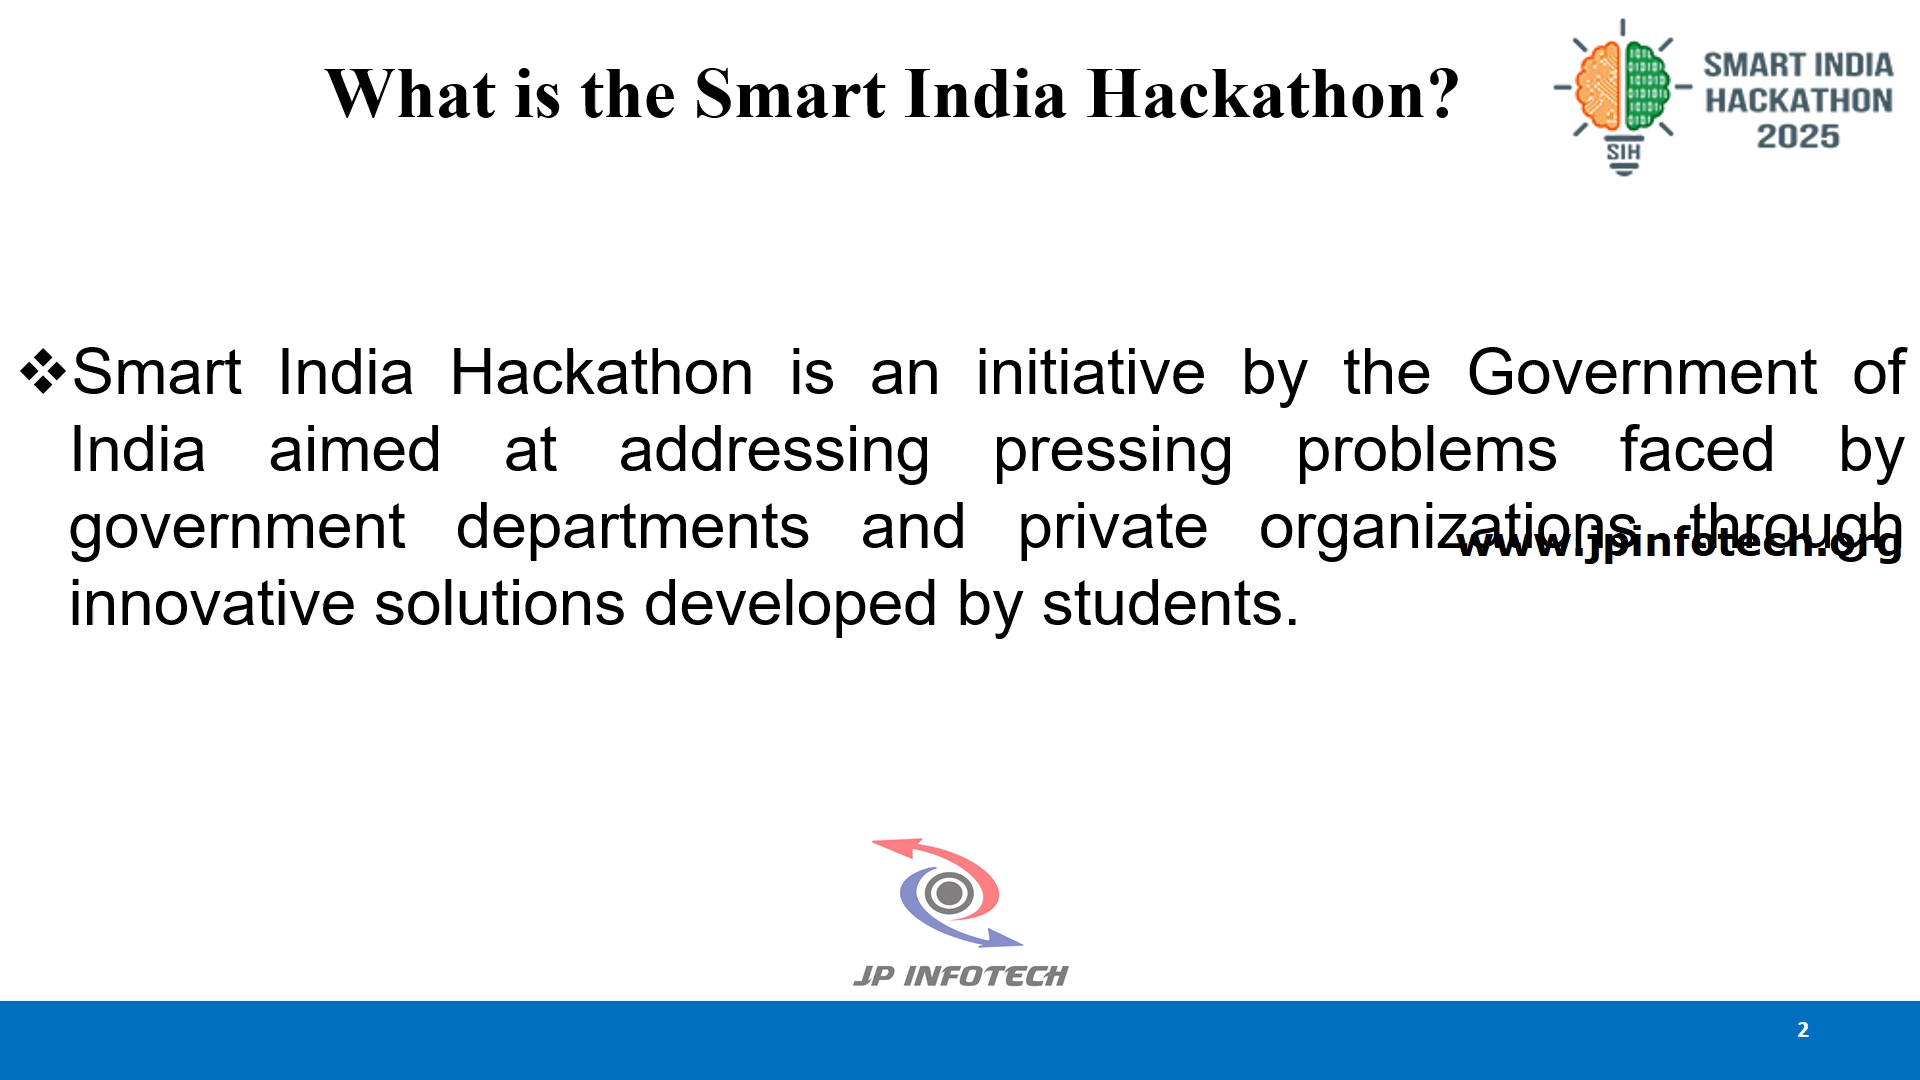 What is the Smart India Hackathon?
SMART INDIA
HACKATHON
2025
SIH
❖Smart India Hackathon is an initiative by the Government of
India aimed at addressing pressing problems faced by
government departments and private organizations through
www.jpinfotech.org
innovative solutions developed by students.
JP INFOTECH
2